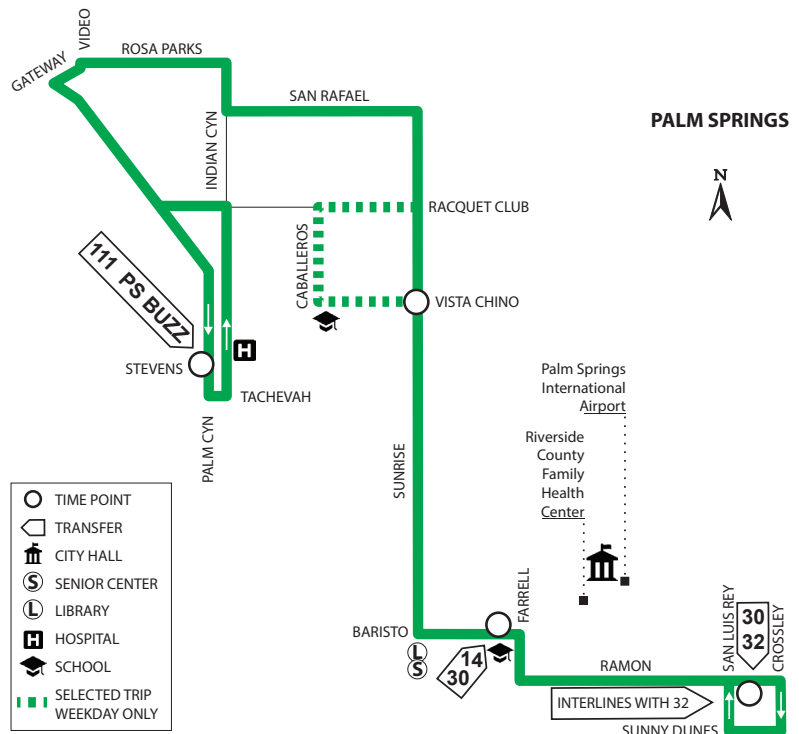 VIDEO
GATEWAY
ROSA PARKS
SAN RAFAEL
PALM SPRINGS
N
INDIAN CYN
RACQUET CLUB
CABALLEROS
111 PS BUZZ
VISTA CHINO
H
STEVENS
TACHEVAH
PALM CYN
SUNRISE
Palm Springs
International
Airport
Riverside
County
Family
Health
Center
TIME POINT
TRANSFER
CITY HALL
S SENIOR CENTER
L LIBRARY
H HOSPITAL
SCHOOL
SELECTED TRIP
WEEKDAY ONLY
BARISTO
L
S
14
30
FARRELL
RAMON
SAN LUIS REY
30
32
CROSSLEY
INTERLINES WITH 32
SUNNY DUNES